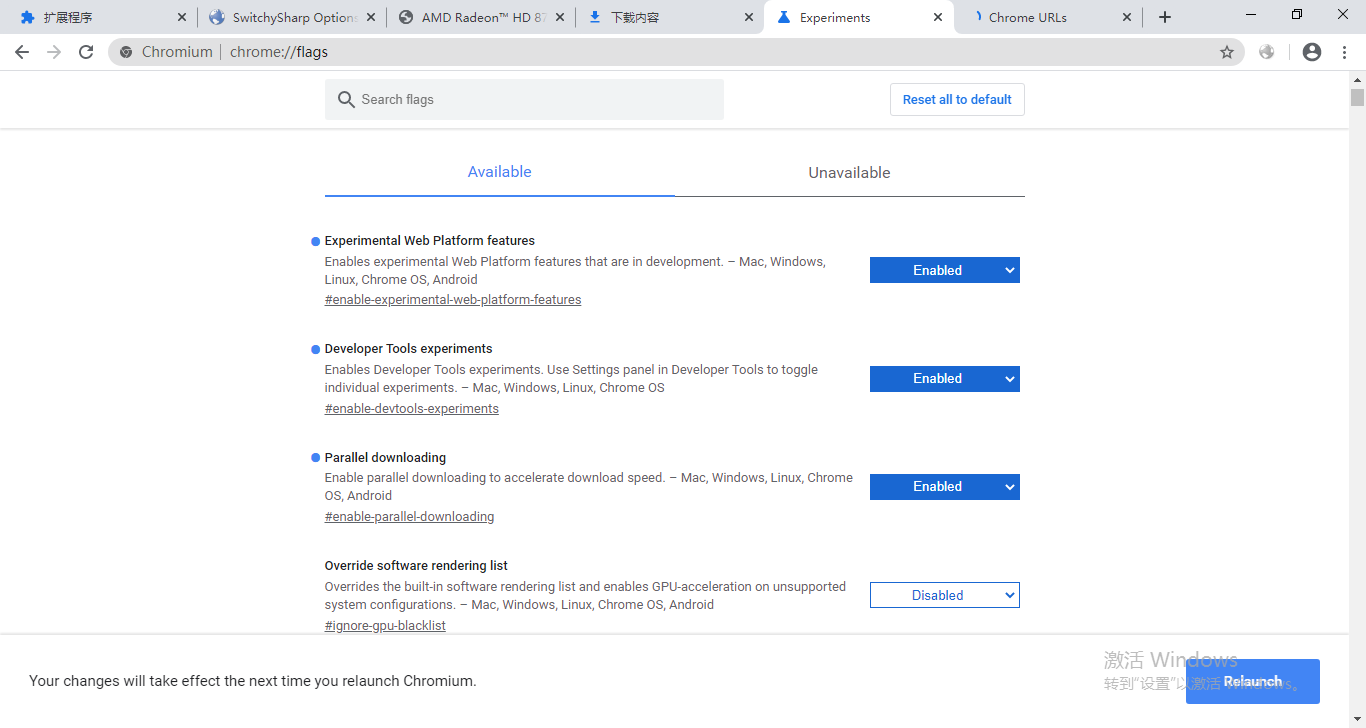 扩展程序
SwitchySharp Options
AMD Radeon™ HD 87
下载内容
Experiments
Chrome URLs
Chromium | chrome://flags
Search flags
Reset all to default
Available
Unavailable
Experimental Web Platform features
Enables experimental Web Platform features that are in development. – Mac, Windows,
Linux, Chrome OS, Android
#enable-experimental-web-platform-features
Enabled
Developer Tools experiments
Enables Developer Tools experiments. Use Settings panel in Developer Tools to toggle
individual experiments. – Mac, Windows, Linux, Chrome OS
#enable-devtools-experiments
Enabled
Parallel downloading
Enable parallel downloading to accelerate download speed. – Mac, Windows, Linux, Chrome
OS, Android
#enable-parallel-downloading
Enabled
Override software rendering list
Overrides the built-in software rendering list and enables GPU-acceleration on unsupported
system configurations. – Mac, Windows, Linux, Chrome OS, Android
#ignore-gpu-blacklist
Disabled
Your changes will take effect the next time you relaunch Chromium.
Relaunch
激活 Windows
转到“设置”以激活 Windows。